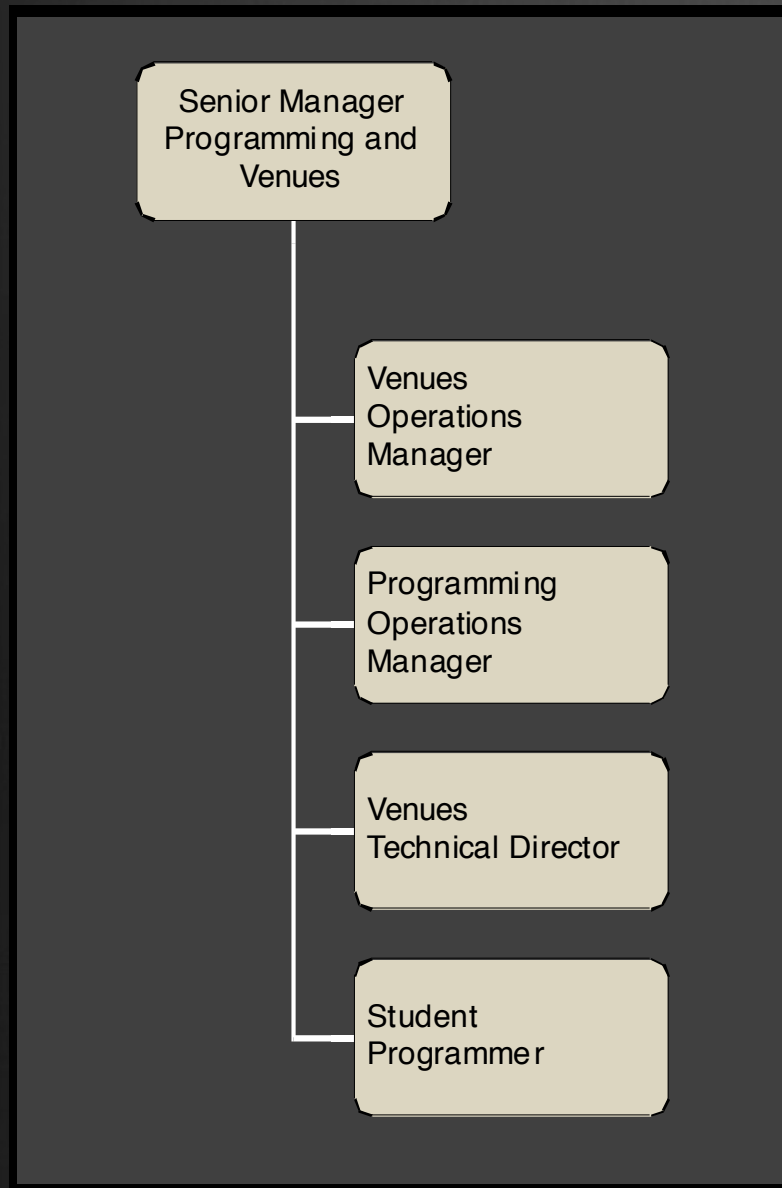 Senior Manager
Programming and
Venues
Venues
Operations
Manager
Programming
Operations
Manager
Venues
Technical Director
Student
Programmer